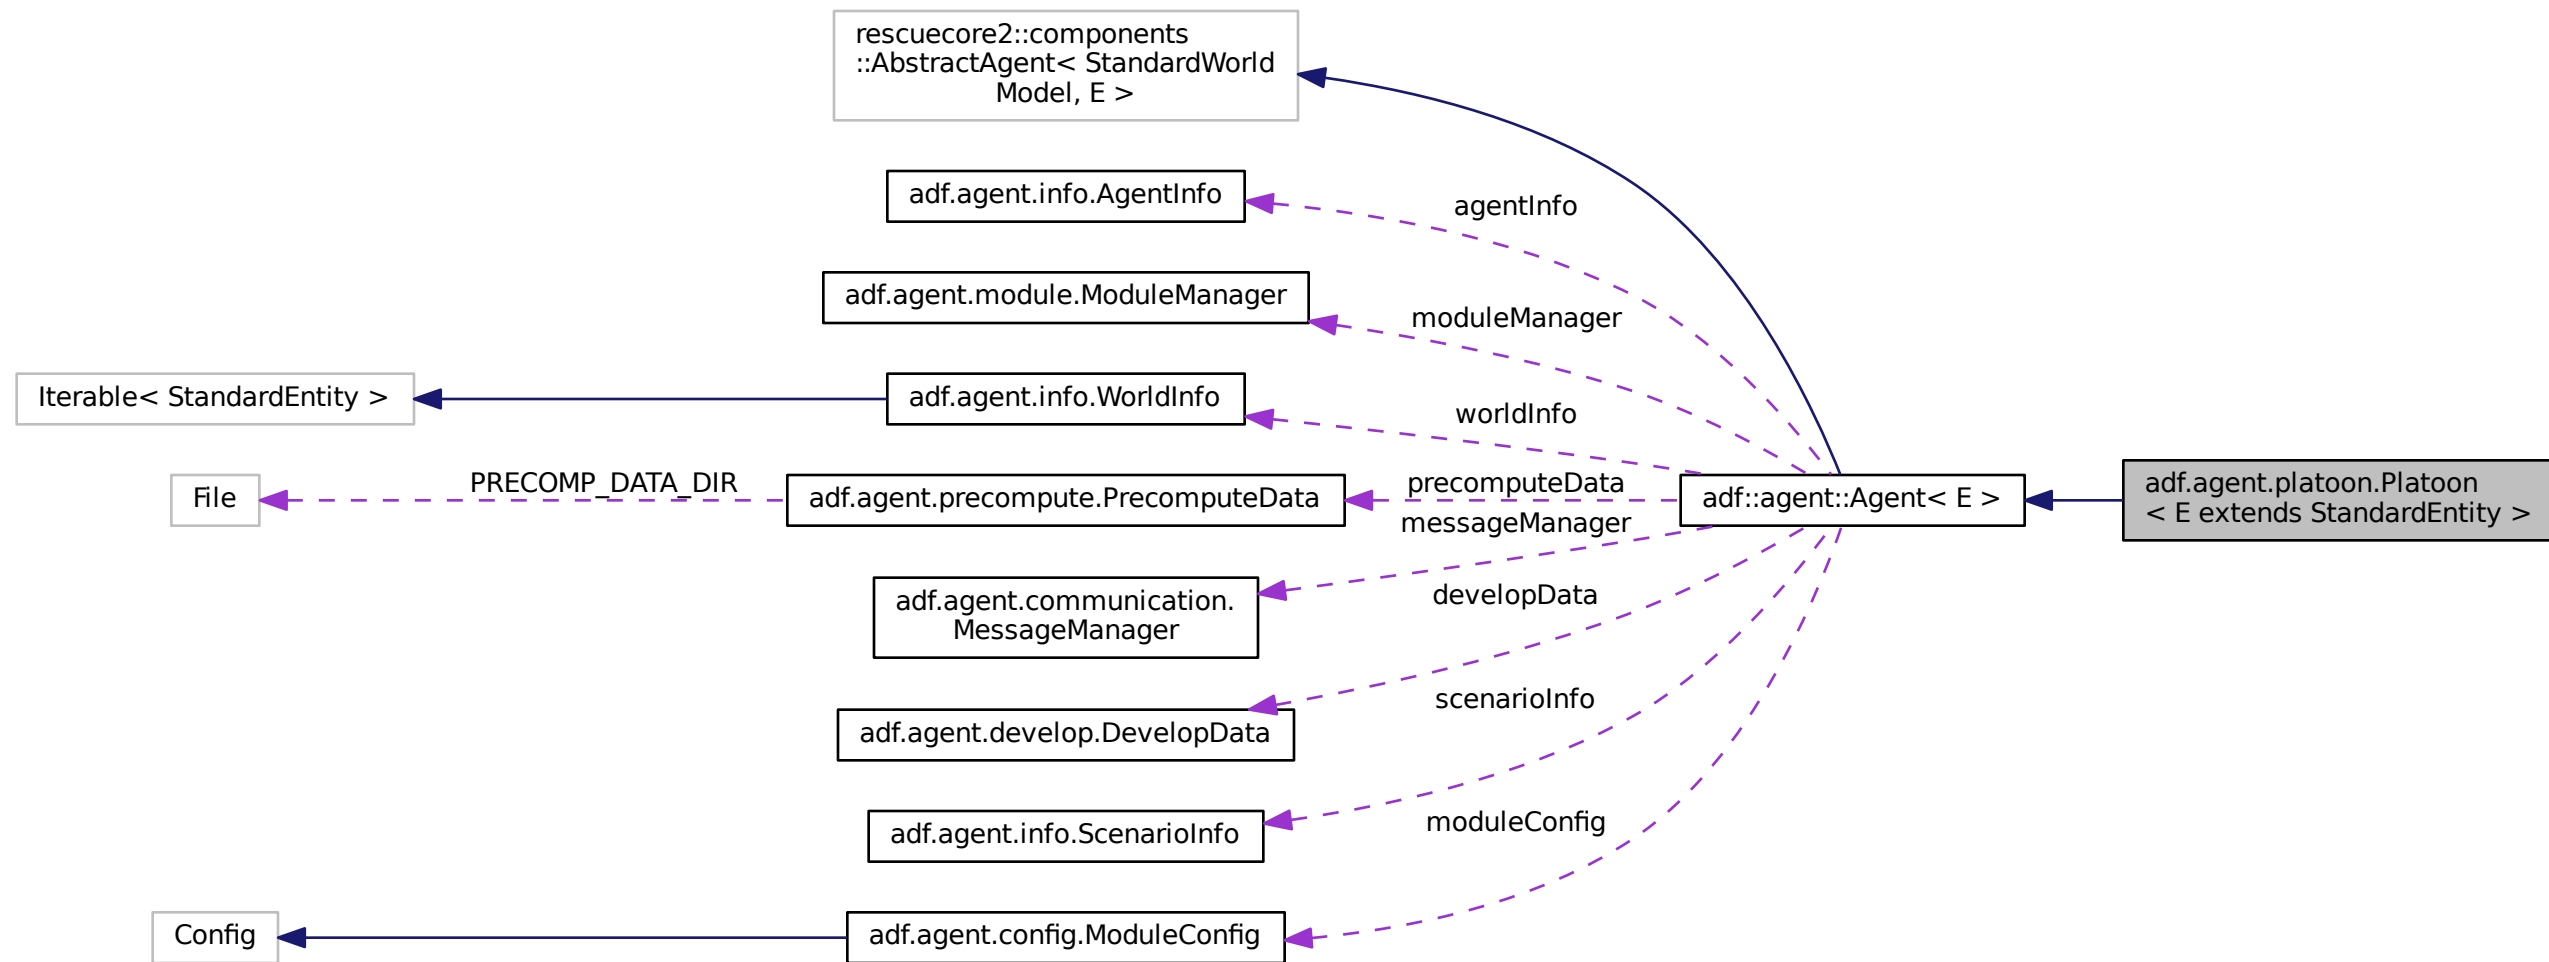 rescuecore2::components
::AbstractAgent< StandardWorld
Model, E >
adf.agent.info.AgentInfo
agentInfo
adf.agent.module.ModuleManager
moduleManager
Iterable< StandardEntity >
adf.agent.info.WorldInfo
worldInfo
File
PRECOMP_DATA_DIR
adf.agent.precompute.PrecomputeData
precomputeData
adf::agent::Agent< E >
adf.agent.platoon.Platoon
< E extends StandardEntity >
messageManager
adf.agent.communication.
MessageManager
developData
adf.agent.develop.DevelopData
scenarioInfo
adf.agent.info.ScenarioInfo
moduleConfig
Config
adf.agent.config.ModuleConfig